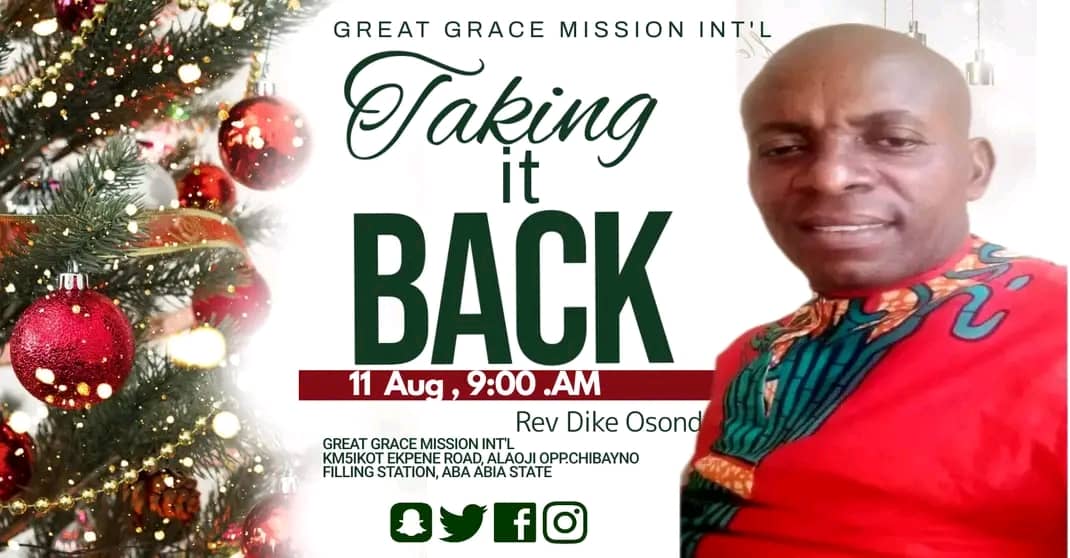 GREAT GRACE MISSION INT'L
Taking
it
BACK
11 Aug , 9:00 .AM
Rev Dike Osond
GREAT GRACE MISSION INT'L
KM5IKOT EKPENE ROAD, ALAOJI OPP.CHIBAYNO
FILLING STATION, ABA ABIA STATE